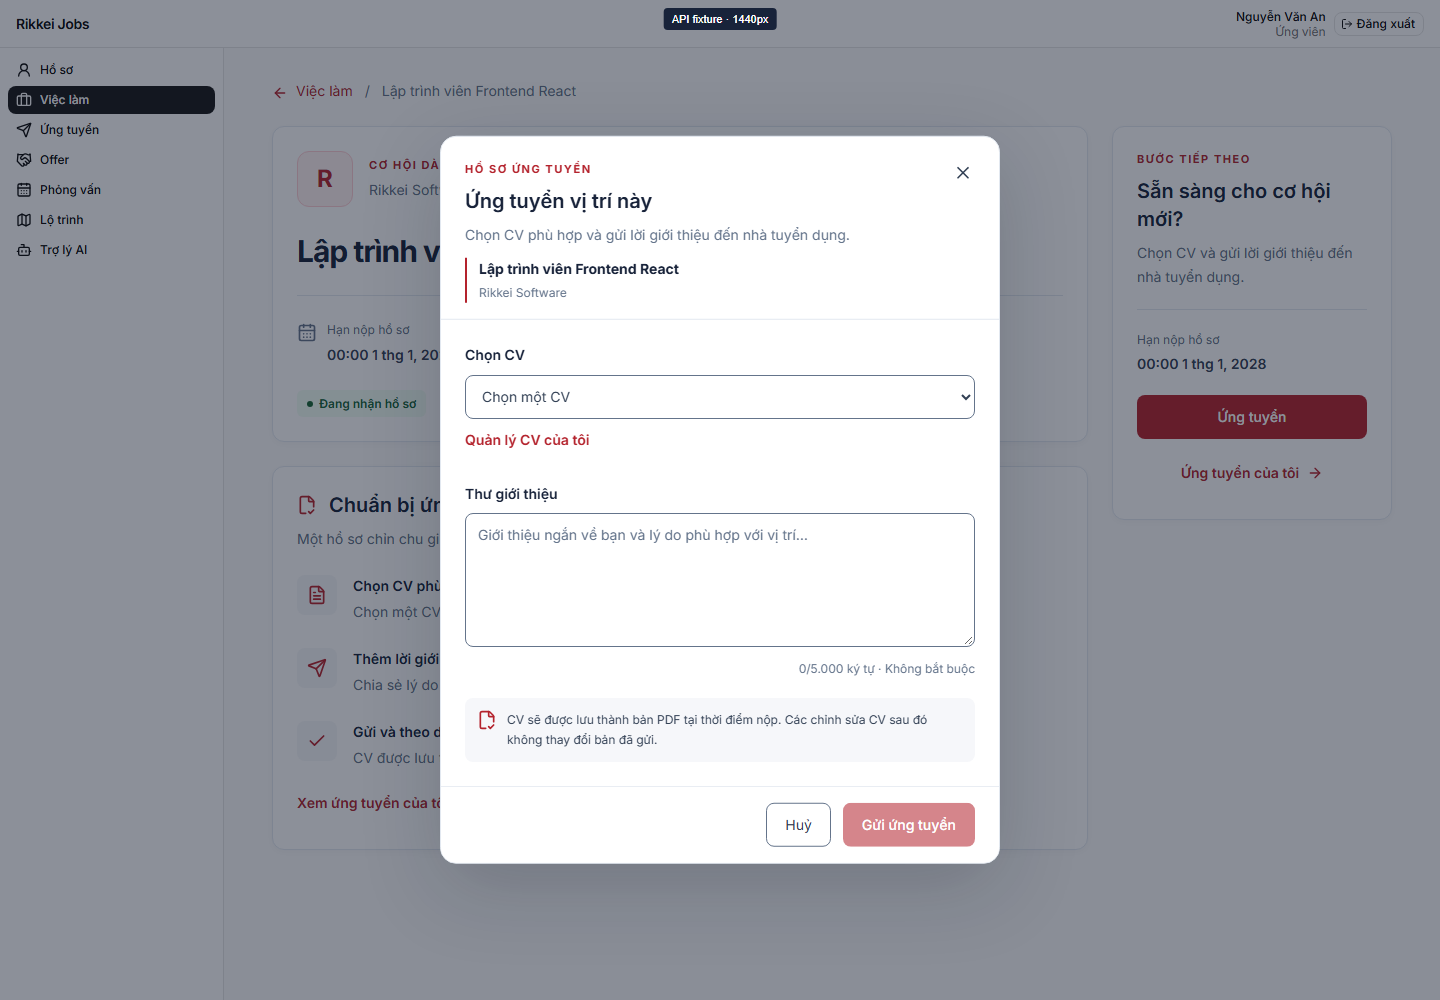 Rikkei Jobs
API fixture · 1440px
Nguyễn Văn An
Ứng viên
Đăng xuất
Hồ sơ
Việc làm
Ứng tuyển
Offer
Phỏng vấn
Lộ trình
Trợ lý AI
Việc làm / Lập trình viên Frontend React
R
CƠ HỘI
Rikkei
Lập trình
Hạn nộp hồ sơ
00:00 1 thg 1,
Đang nhận hồ sơ
Chuẩn bị
Một hồ sơ chỉn chu
Chọn CV
Chọn một CV
Thêm lời
Chia sẻ lý do
Gửi và theo
CV được lưu
Xem ứng tuyển của
HỒ SƠ ỨNG TUYỂN
Ứng tuyển vị trí này
Chọn CV phù hợp và gửi lời giới thiệu đến nhà tuyển dụng.
Lập trình viên Frontend React
Rikkei Software
Chọn CV
Chọn một CV
Quản lý CV của tôi
Thư giới thiệu
Giới thiệu ngắn về bạn và lý do phù hợp với vị trí...
0/5.000 ký tự · Không bắt buộc
CV sẽ được lưu thành bản PDF tại thời điểm nộp. Các chỉnh sửa CV sau đó
không thay đổi bản đã gửi.
Huỷ
Gửi ứng tuyển
BƯỚC TIẾP THEO
Sẵn sàng cho cơ hội
mới?
Chọn CV và gửi lời giới thiệu đến
nhà tuyển dụng.
Hạn nộp hồ sơ
00:00 1 thg 1, 2028
Ứng tuyển
Ứng tuyển của tôi